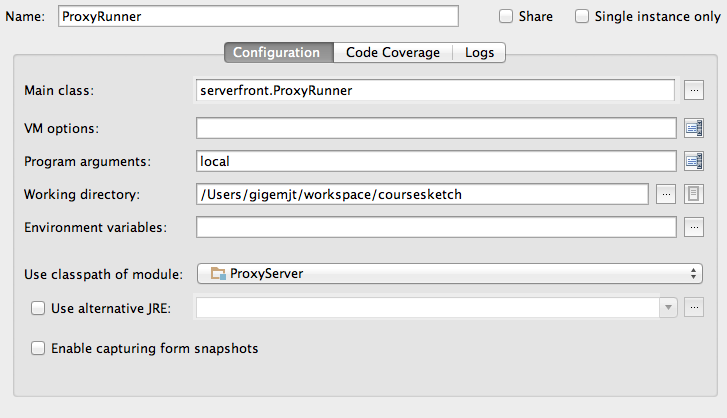 Name: ProxyRunner Share Single instance only
Configuration Code Coverage Logs
Main class: serverfront.ProxyRunner ...
VM options:
Program arguments: local
Working directory: /Users/gigemjt/workspace/coursesketch ...
Environment variables: ...
Use classpath of module: ProxyServer
Use alternative JRE: ...
Enable capturing form snapshots